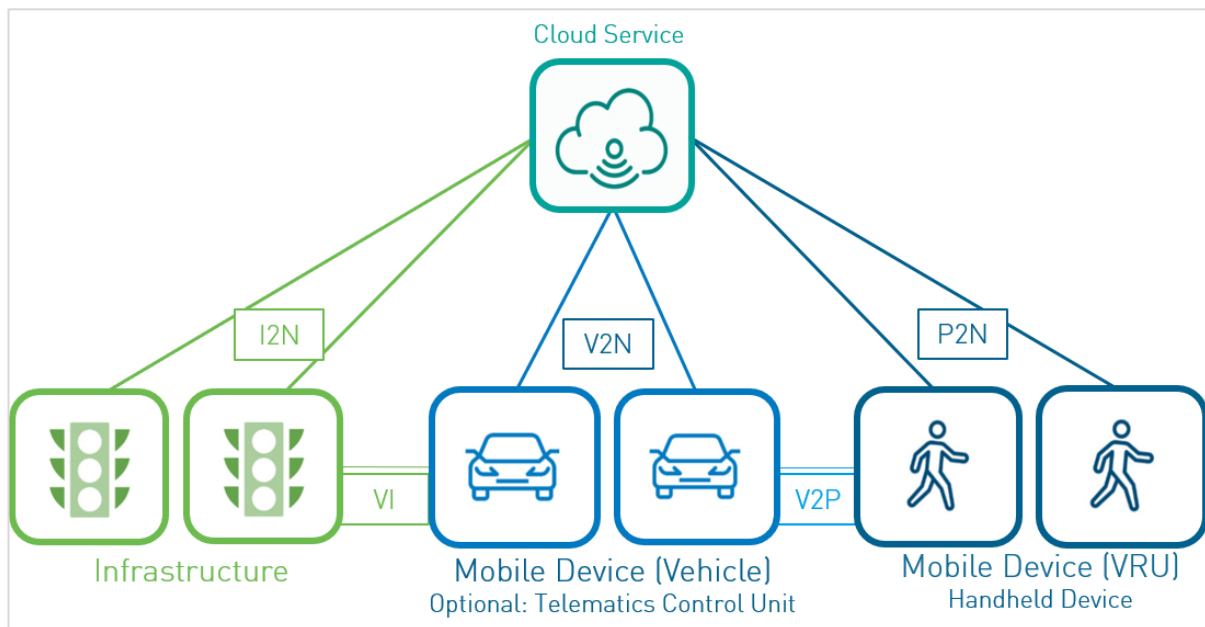 Cloud Service
I2N
V2N
P2N
VI
V2P
Infrastructure
Mobile Device (Vehicle)
Optional: Telematics Control Unit
Mobile Device (VRU)
Handheld Device